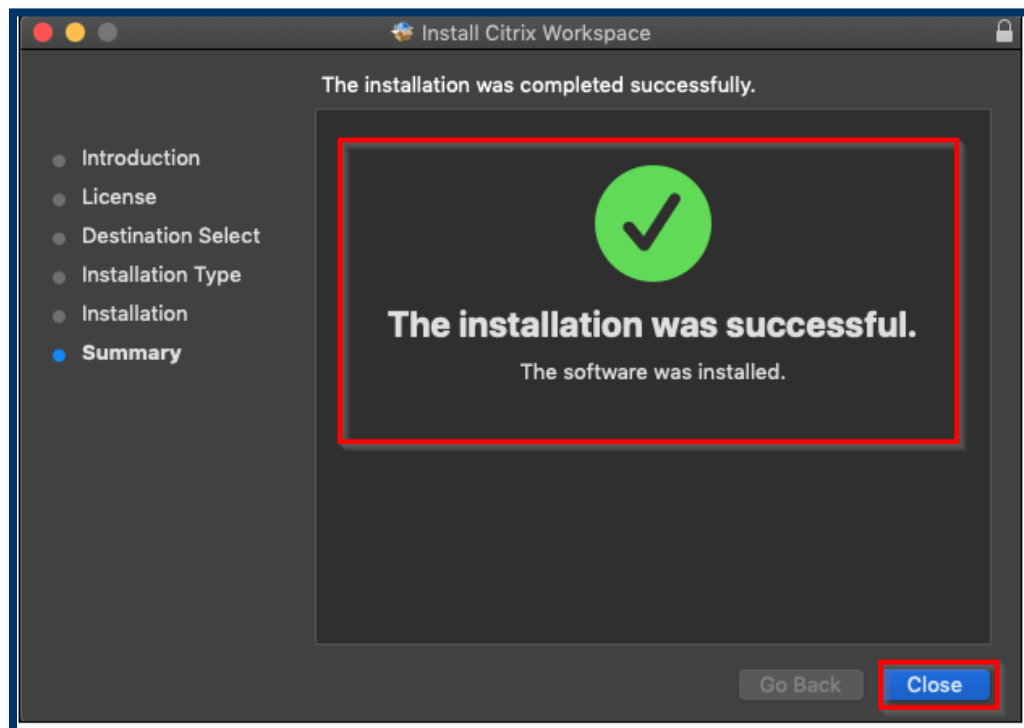 Install Citrix Workspace
The installation was completed successfully.
Introduction
License
Destination Select
Installation Type
Installation
Summary
The installation was successful.
The software was installed.
Go Back
Close